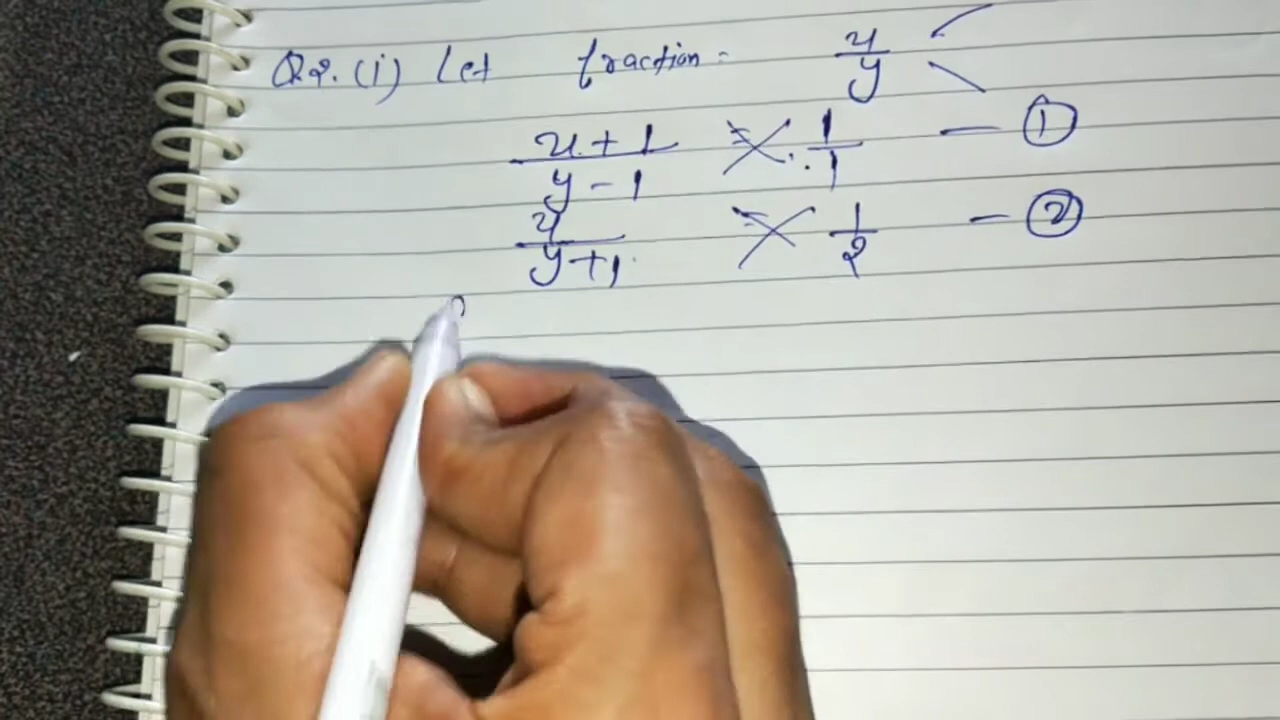 Q2. (i) Let fraction = x/y
x+1/y-1 = 1/1 — ①
x/y+1 = 1/2 — ②